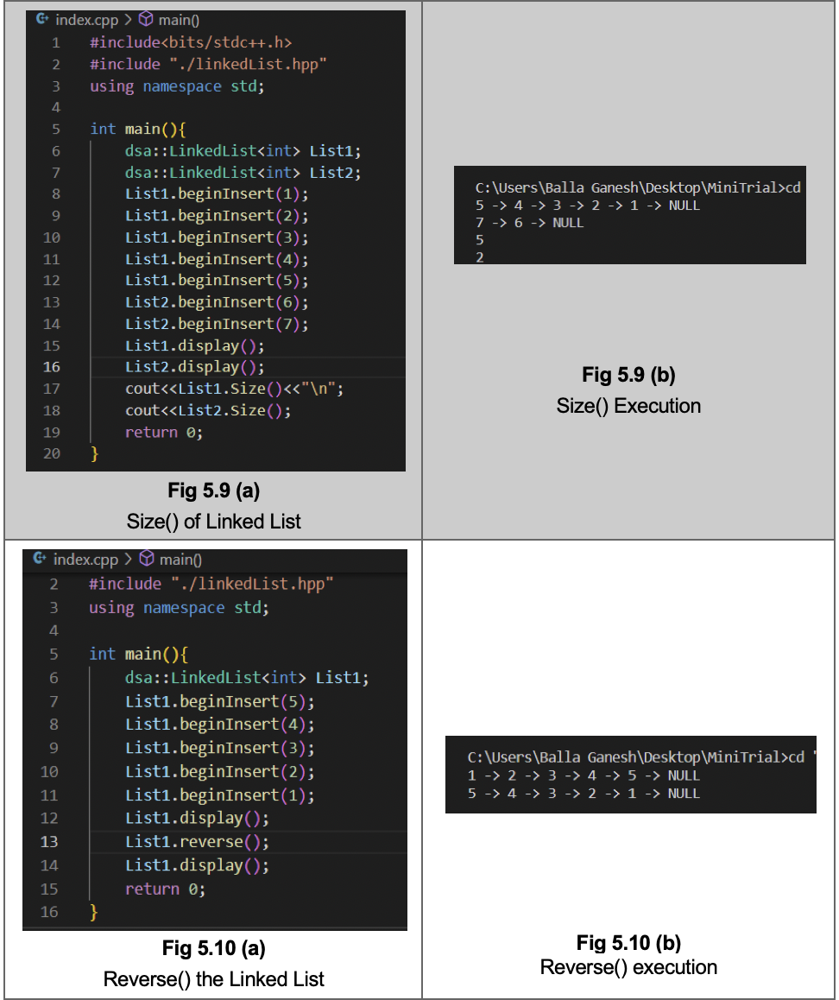 index.cpp > main()
1 #include<bits/stdc++.h>
2 #include "./linkedList.hpp"
3 using namespace std;
4
5 int main(){
6 dsa::LinkedList<int> List1;
7 dsa::LinkedList<int> List2;
8 List1.beginInsert(1);
9 List1.beginInsert(2);
10 List1.beginInsert(3);
11 List1.beginInsert(4);
12 List1.beginInsert(5);
13 List2.beginInsert(6);
14 List2.beginInsert(7);
15 List1.display();
16 List2.display();
17 cout<<List1.Size()<<"\n";
18 cout<<List2.Size();
19 return 0;
20 }
Fig 5.9 (a)
Size() of Linked List
C:\Users\Balla Ganesh\Desktop\MiniTrial>cd
5 -> 4 -> 3 -> 2 -> 1 -> NULL
7 -> 6 -> NULL
5
2
Fig 5.9 (b)
Size() Execution
index.cpp > main()
2 #include "./linkedList.hpp"
3 using namespace std;
4
5 int main(){
6 dsa::LinkedList<int> List1;
7 List1.beginInsert(5);
8 List1.beginInsert(4);
9 List1.beginInsert(3);
10 List1.beginInsert(2);
11 List1.beginInsert(1);
12 List1.display();
13 List1.reverse();
14 List1.display();
15 return 0;
16 }
Fig 5.10 (a)
Reverse() the Linked List
C:\Users\Balla Ganesh\Desktop\MiniTrial>cd '
1 -> 2 -> 3 -> 4 -> 5 -> NULL
5 -> 4 -> 3 -> 2 -> 1 -> NULL
Fig 5.10 (b)
Reverse() execution